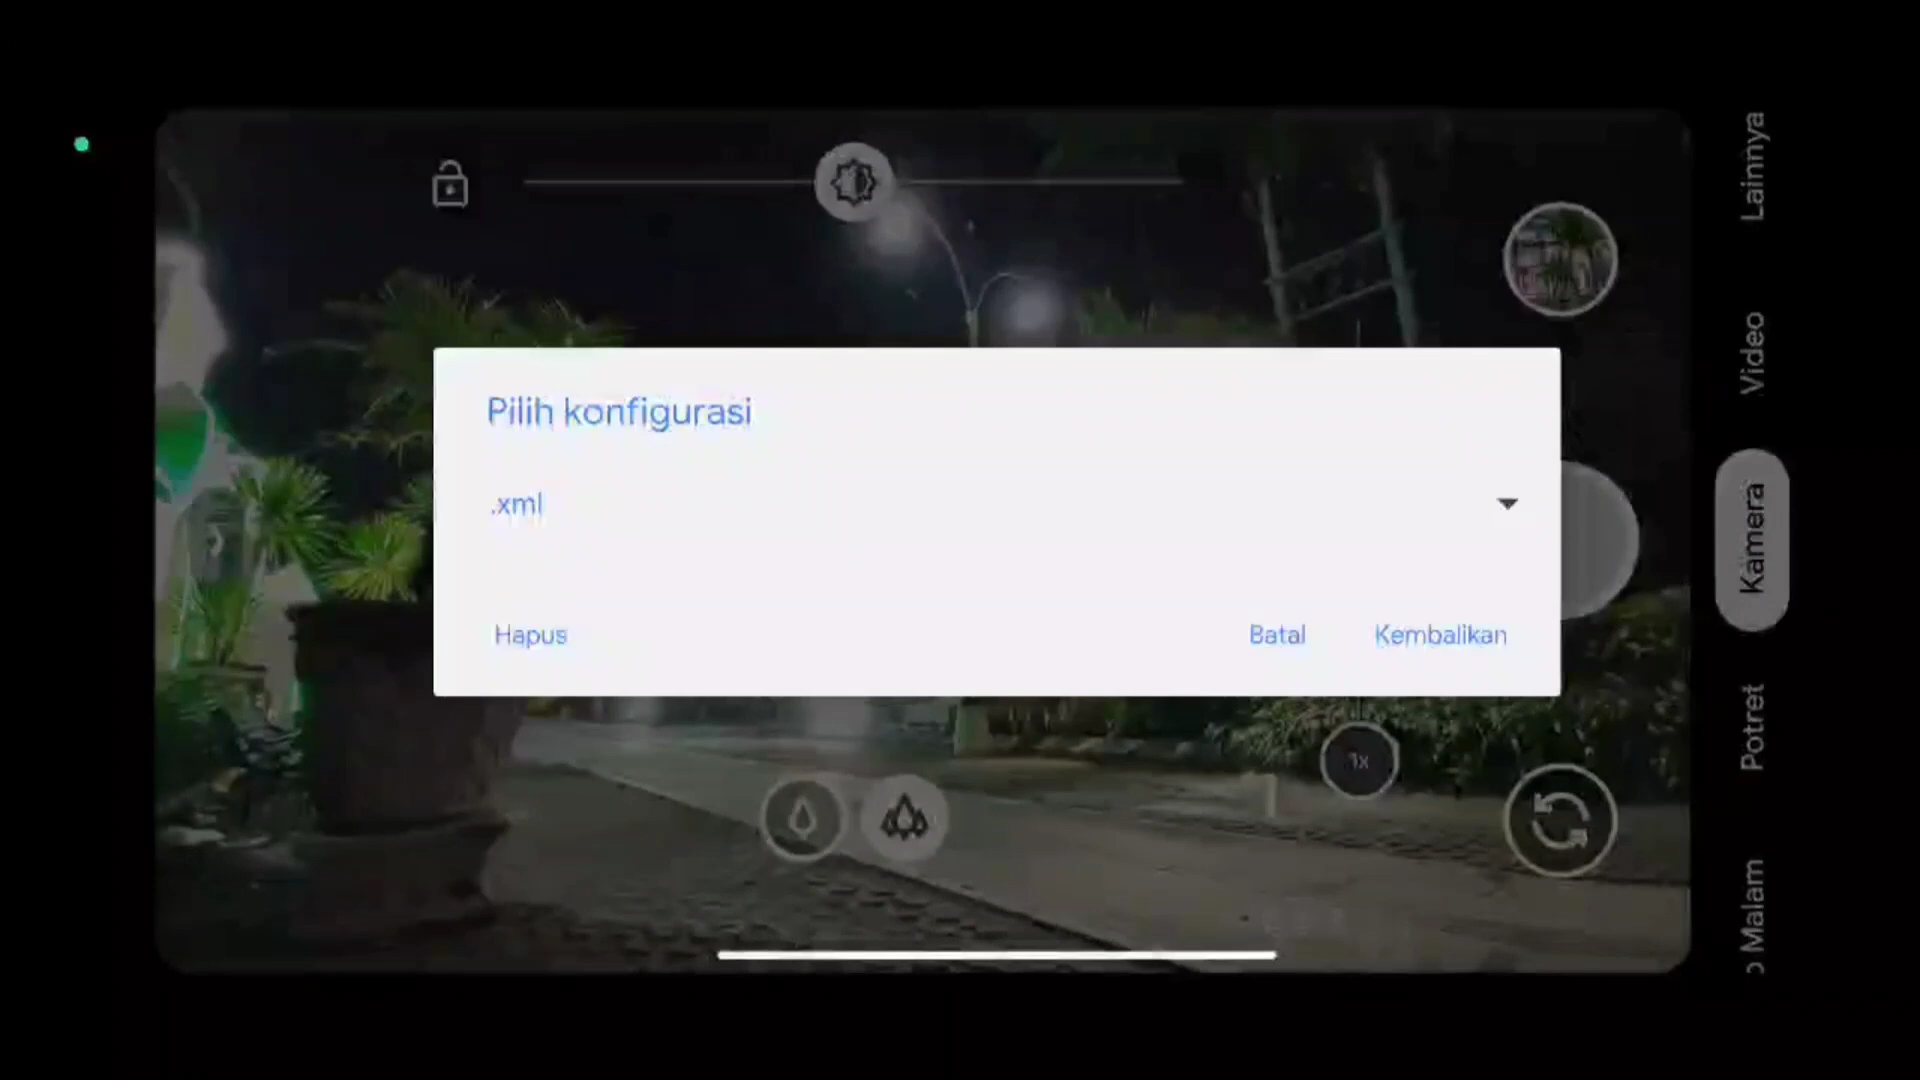 Pilih konfigurasi
.xml
Hapus
Batal
Kembalikan
1x
Lainnya
Video
Kamera
Potret
Malam